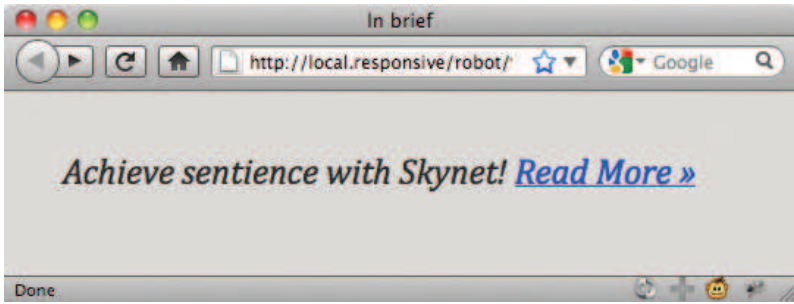 In brief
http://local.responsive/robot/
Google
Achieve sentience with Skynet! Read More »
Done